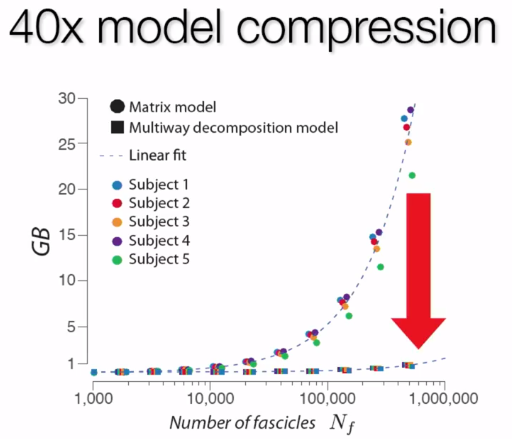 40x model compression
GB
30
25
20
15
10
5
1
Matrix model
Multiway decomposition model
Linear fit
Subject 1
Subject 2
Subject 3
Subject 4
Subject 5
1,000
10,000
100,000
1,000,000
Number of fascicles Nf